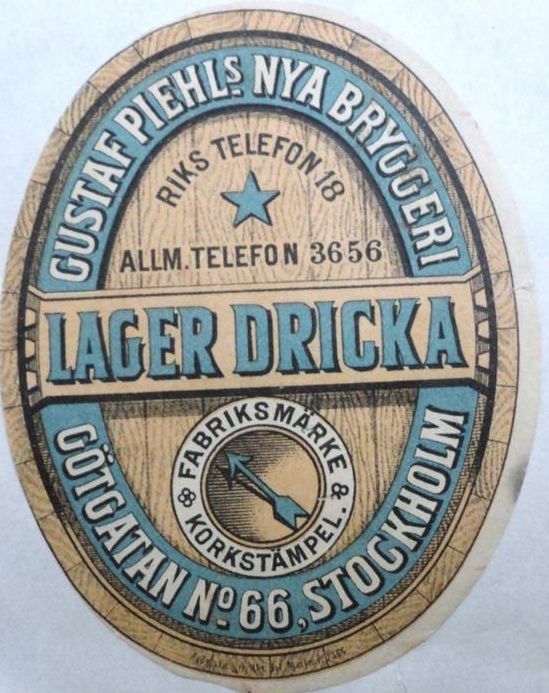 GUSTAF PIEHLS NYA BRYGGERI
RIKS TELEFON 18
ALLM. TELEFON 3656
LAGER DRICKA
FABRIKSMÄRKE & KORKSTÄMPEL.
GÖTGATAN Nº 66, STOCKHOLM